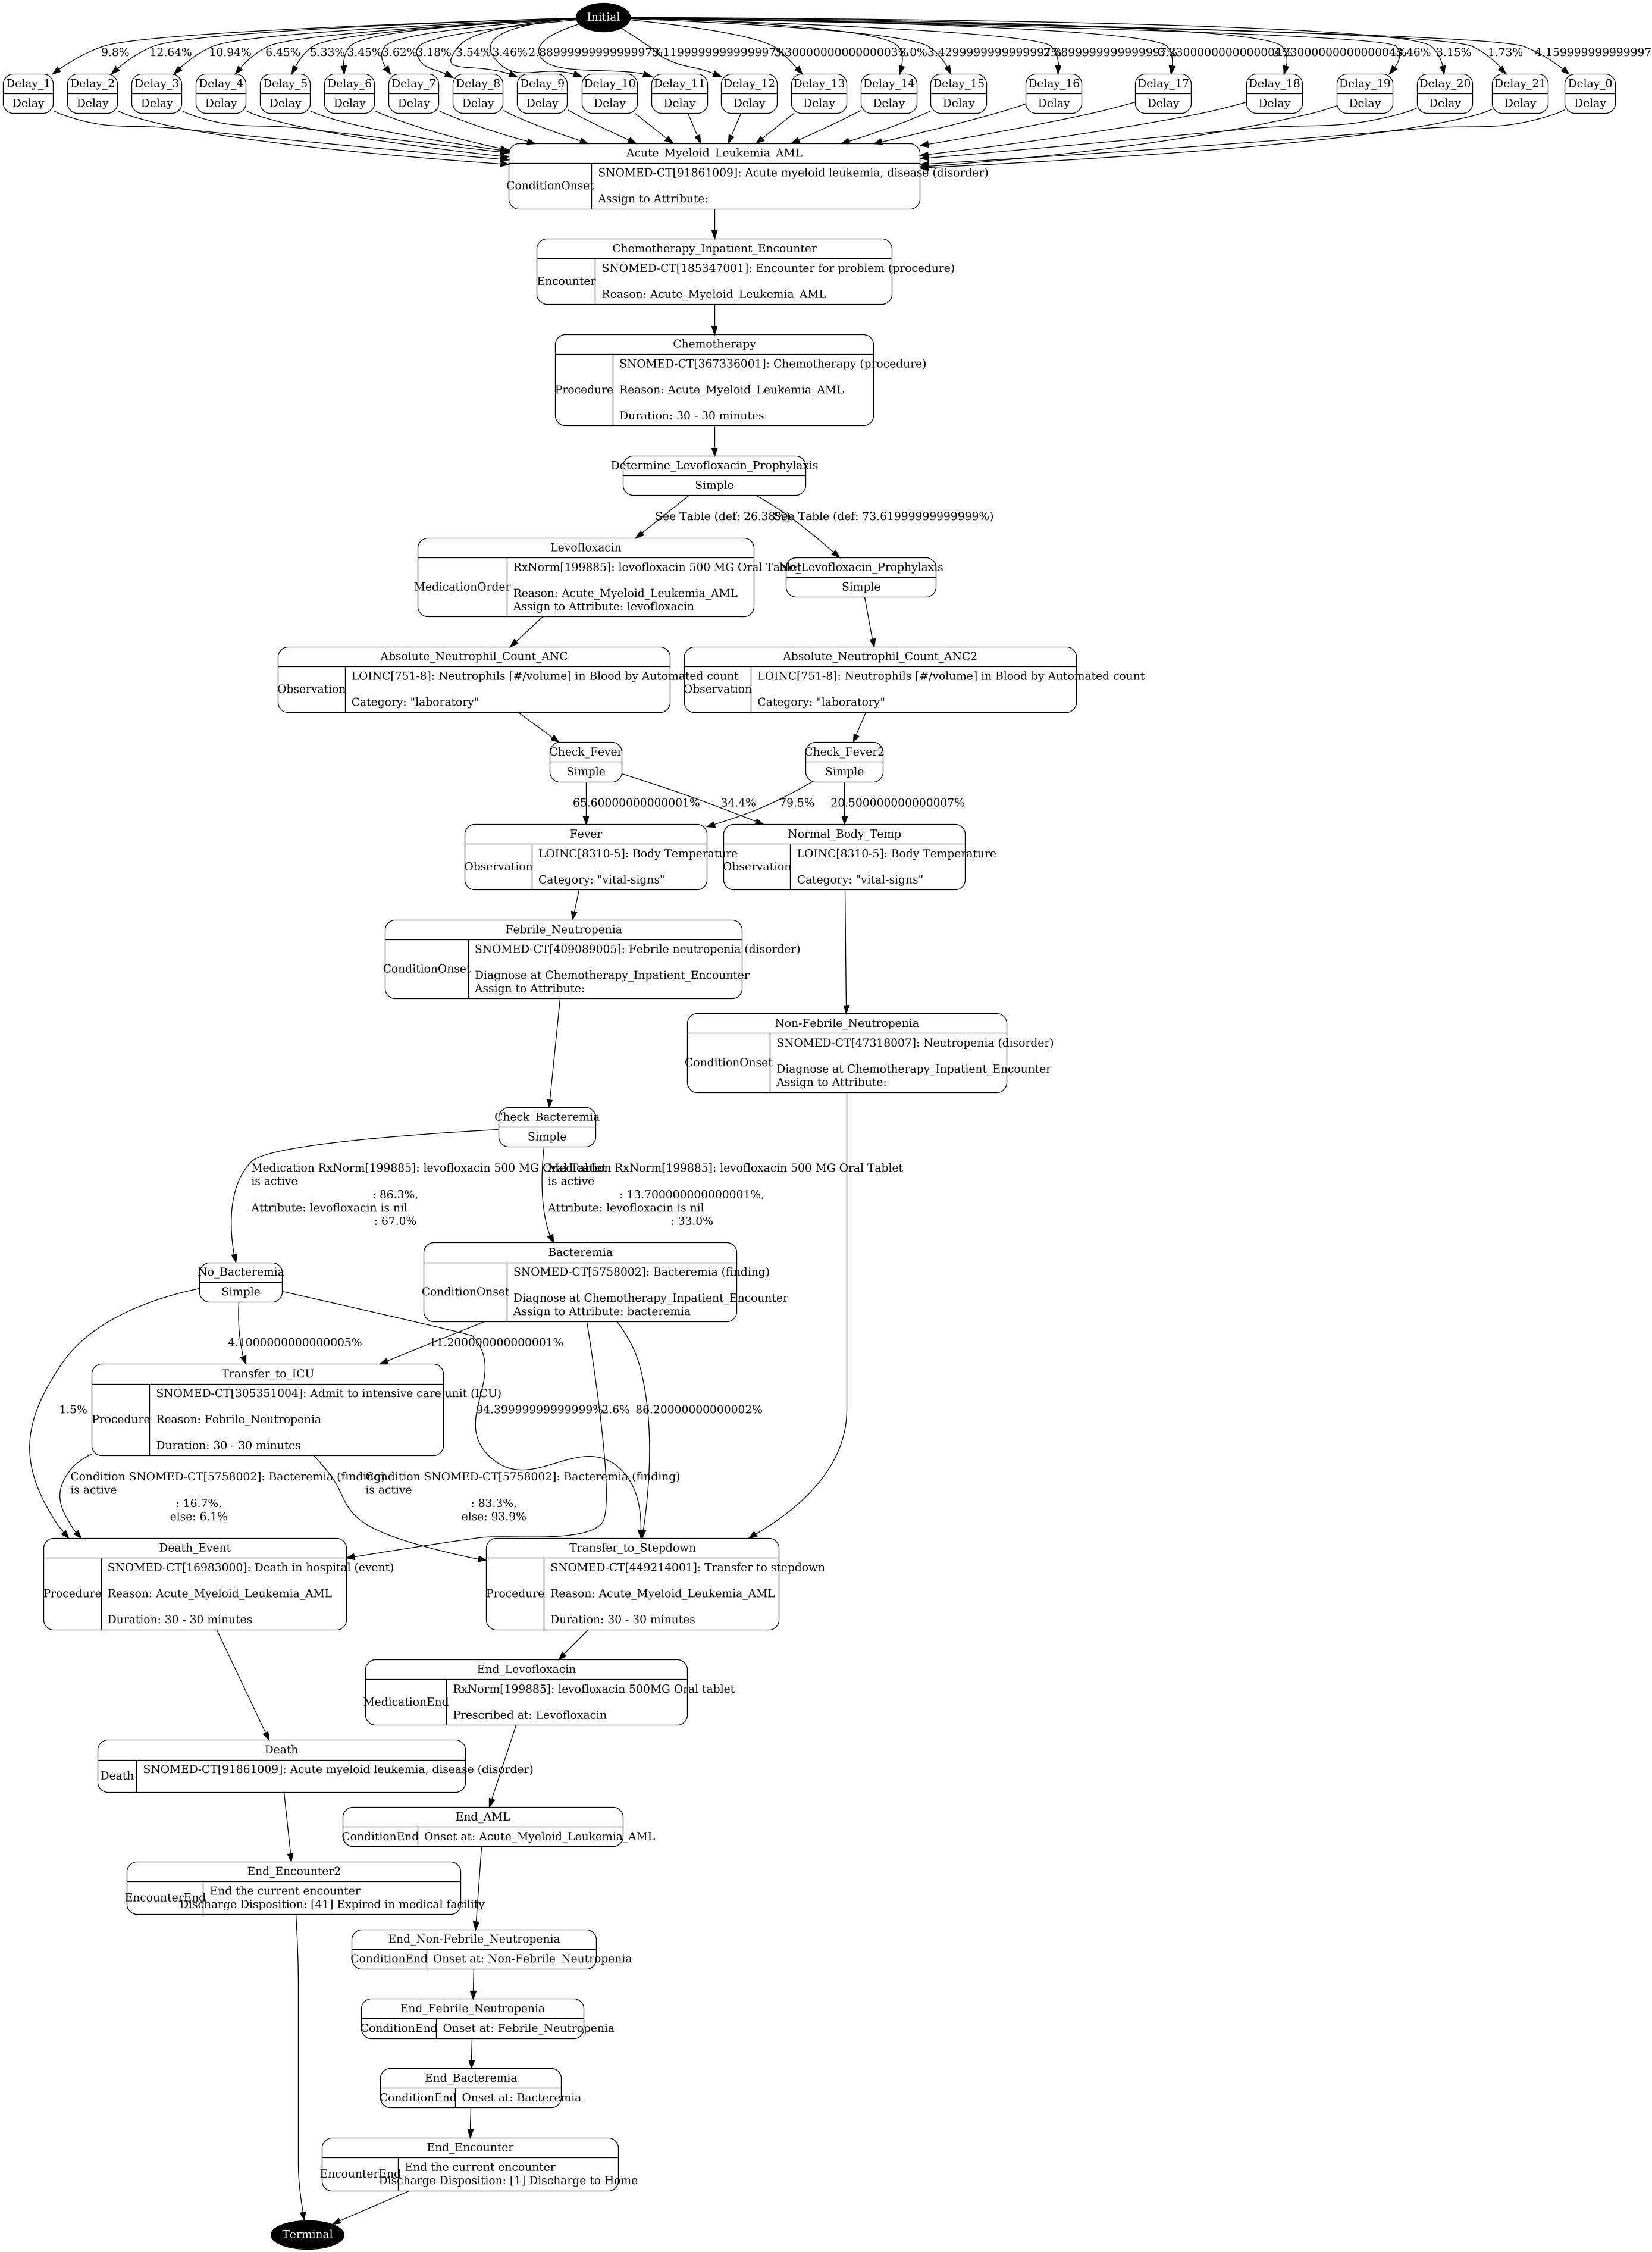 Initial
9.8%
12.64%
10.94%
6.45%
5.33%
3.45%
3.62%
3.18%
3.54%
3.46%
3.0%
3.15%
1.73%
Delay_1
Delay
Delay_2
Delay
Delay_3
Delay
Delay_4
Delay
Delay_5
Delay
Delay_6
Delay
Delay_7
Delay
Delay_8
Delay
Delay_9
Delay
Delay_10
Delay
Delay_11
Delay
Delay_12
Delay
Delay_13
Delay
Delay_14
Delay
Delay_15
Delay
Delay_16
Delay
Delay_17
Delay
Delay_18
Delay
Delay_19
Delay
Delay_20
Delay
Delay_21
Delay
Delay_0
Delay
Acute_Myeloid_Leukemia_AML
ConditionOnset
SNOMED-CT[91861009]: Acute myeloid leukemia, disease (disorder)
Assign to Attribute:
Chemotherapy_Inpatient_Encounter
Encounter
SNOMED-CT[185347001]: Encounter for problem (procedure)
Reason: Acute_Myeloid_Leukemia_AML
Chemotherapy
Procedure
SNOMED-CT[367336001]: Chemotherapy (procedure)
Reason: Acute_Myeloid_Leukemia_AML
Duration: 30 - 30 minutes
Determine_Levofloxacin_Prophylaxis
Simple
See Table (def: 26.38%)
See Table (def: 73.61999999999999%)
Levofloxacin
MedicationOrder
RxNorm[199885]: levofloxacin 500 MG Oral Tablet
Reason: Acute_Myeloid_Leukemia_AML
Assign to Attribute: levofloxacin
No_Levofloxacin_Prophylaxis
Simple
Absolute_Neutrophil_Count_ANC
Observation
LOINC[751-8]: Neutrophils [#/volume] in Blood by Automated count
Category: "laboratory"
Absolute_Neutrophil_Count_ANC2
Observation
LOINC[751-8]: Neutrophils [#/volume] in Blood by Automated count
Category: "laboratory"
Check_Fever
Simple
Check_Fever2
Simple
65.60000000000001%
34.4%
79.5%
20.500000000000007%
Fever
Observation
LOINC[8310-5]: Body Temperature
Category: "vital-signs"
Normal_Body_Temp
Observation
LOINC[8310-5]: Body Temperature
Category: "vital-signs"
Febrile_Neutropenia
ConditionOnset
SNOMED-CT[409089005]: Febrile neutropenia (disorder)
Diagnose at Chemotherapy_Inpatient_Encounter
Assign to Attribute:
Non-Febrile_Neutropenia
ConditionOnset
SNOMED-CT[47318007]: Neutropenia (disorder)
Diagnose at Chemotherapy_Inpatient_Encounter
Assign to Attribute:
Check_Bacteremia
Simple
Medication RxNorm[199885]: levofloxacin 500 MG Oral Tablet
is active
: 86.3%,
Attribute: levofloxacin is nil
: 67.0%
Medication RxNorm[199885]: levofloxacin 500 MG Oral Tablet
is active
: 13.700000000000001%,
Attribute: levofloxacin is nil
: 33.0%
No_Bacteremia
Simple
Bacteremia
ConditionOnset
SNOMED-CT[5758002]: Bacteremia (finding)
Diagnose at Chemotherapy_Inpatient_Encounter
Assign to Attribute: bacteremia
4.1000000000000005%
11.200000000000001%
Transfer_to_ICU
Procedure
SNOMED-CT[305351004]: Admit to intensive care unit (ICU)
Reason: Febrile_Neutropenia
Duration: 30 - 30 minutes
1.5%
94.39999999999999%
2.6%
86.20000000000002%
Condition SNOMED-CT[5758002]: Bacteremia (finding)
is active
: 16.7%,
else: 6.1%
Condition SNOMED-CT[5758002]: Bacteremia (finding)
is active
: 83.3%,
else: 93.9%
Death_Event
Procedure
SNOMED-CT[16983000]: Death in hospital (event)
Reason: Acute_Myeloid_Leukemia_AML
Duration: 30 - 30 minutes
Transfer_to_Stepdown
Procedure
SNOMED-CT[449214001]: Transfer to stepdown
Reason: Acute_Myeloid_Leukemia_AML
Duration: 30 - 30 minutes
End_Levofloxacin
MedicationEnd
RxNorm[199885]: levofloxacin 500MG Oral tablet
Prescribed at: Levofloxacin
Death
Death
SNOMED-CT[91861009]: Acute myeloid leukemia, disease (disorder)
End_AML
ConditionEnd
Onset at: Acute_Myeloid_Leukemia_AML
End_Encounter2
EncounterEnd
End the current encounter
Discharge Disposition: [41] Expired in medical facility
End_Non-Febrile_Neutropenia
ConditionEnd
Onset at: Non-Febrile_Neutropenia
End_Febrile_Neutropenia
ConditionEnd
Onset at: Febrile_Neutropenia
End_Bacteremia
ConditionEnd
Onset at: Bacteremia
End_Encounter
EncounterEnd
End the current encounter
Discharge Disposition: [1] Discharge to Home
Terminal